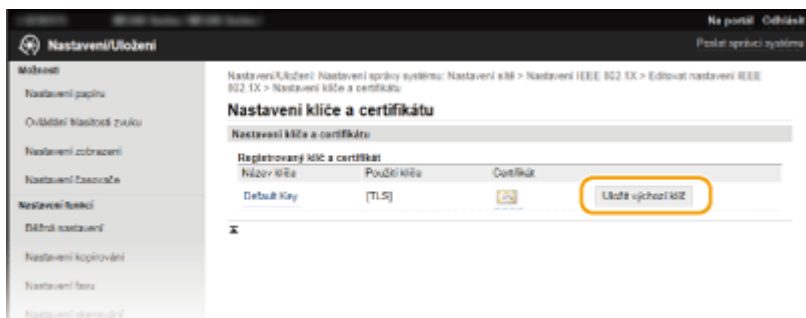 Na portál Odhlásit
Nastavení/Uložení
Poslat správci systému
Možnosti
Nastavení papíru
Ovládání hlasitosti zvuku
Nastavení zobrazení
Nastavení časovače
Nastavení funkcí
Běžná nastavení
Nastavení kopírování
Nastavení faxu
Nastavení skenování
Nastavení/Uložení: Nastavení správy systému: Nastavení sítě > Nastavení IEEE 802.1X > Editovat nastavení IEEE
802.1X > Nastavení klíče a certifikátu
Nastavení klíče a certifikátu
Nastavení klíče a certifikátu
Registrovaný klíč a certifikát
Název klíče Použití klíče Certifikát
Default Key [TLS] Uložit výchozí klíč